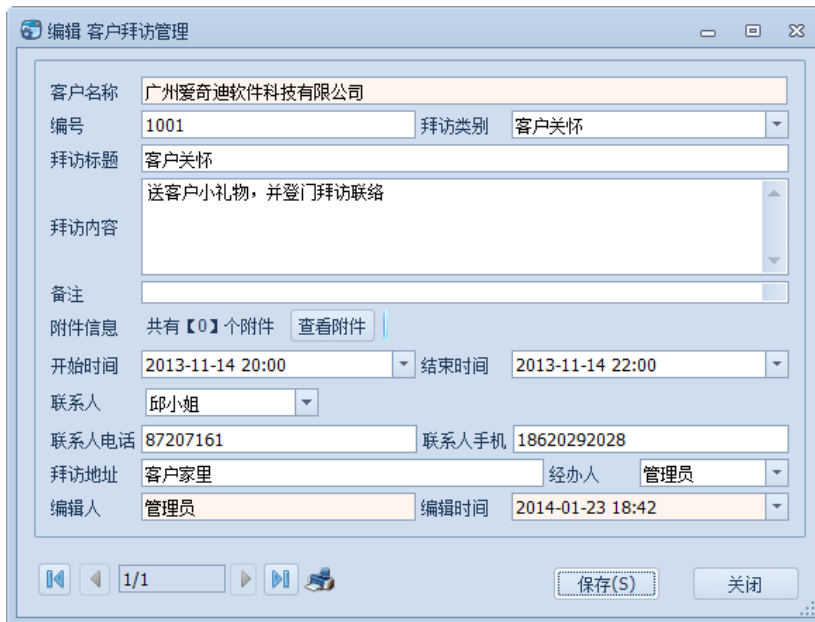 编辑 客户拜访管理
客户名称 广州爱奇迪软件科技有限公司
编号 1001 拜访类别 客户关怀
拜访标题 客户关怀
拜访内容 送客户小礼物，并登门拜访联络
备注
附件信息 共有【0】个附件 查看附件
开始时间 2013-11-14 20:00 结束时间 2013-11-14 22:00
联系人 邱小姐
联系人电话 87207161 联系人手机 18620292028
拜访地址 客户家里 经办人 管理员
编辑人 管理员 编辑时间 2014-01-23 18:42
1/1 保存(S) 关闭